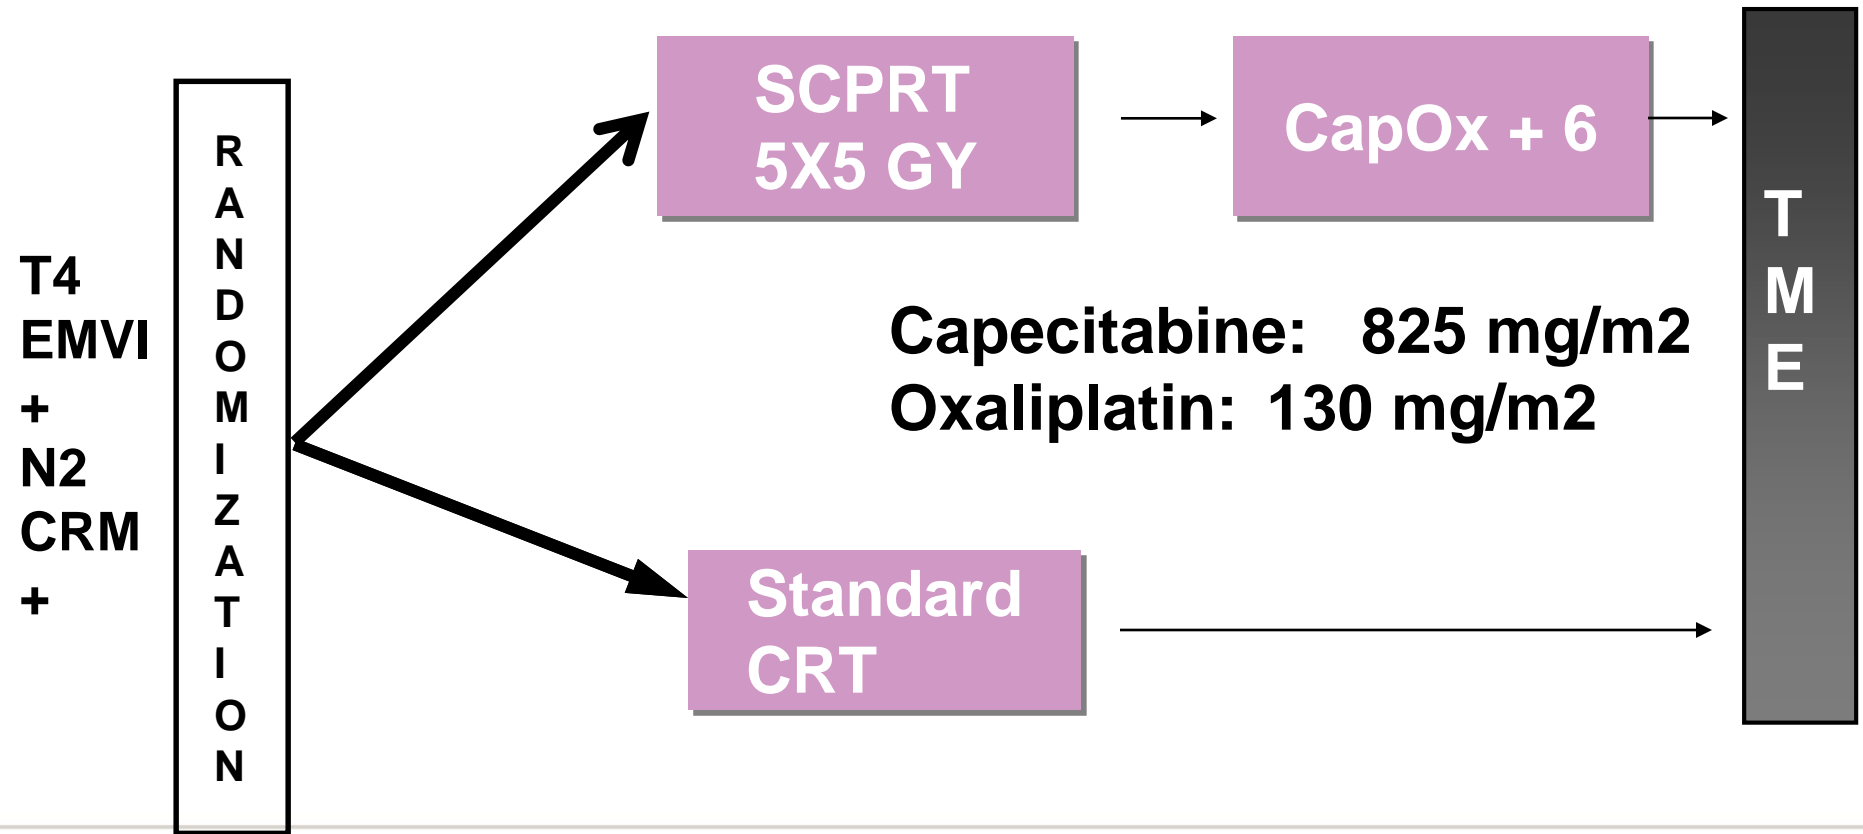 T4
EMVI
+
N2
CRM
+
R
A
N
D
O
M
I
Z
A
T
I
O
N
SCPRT
5X5 GY
CapOx + 6
Capecitabine: 825 mg/m2
Oxaliplatin: 130 mg/m2
Standard
CRT
T
M
E